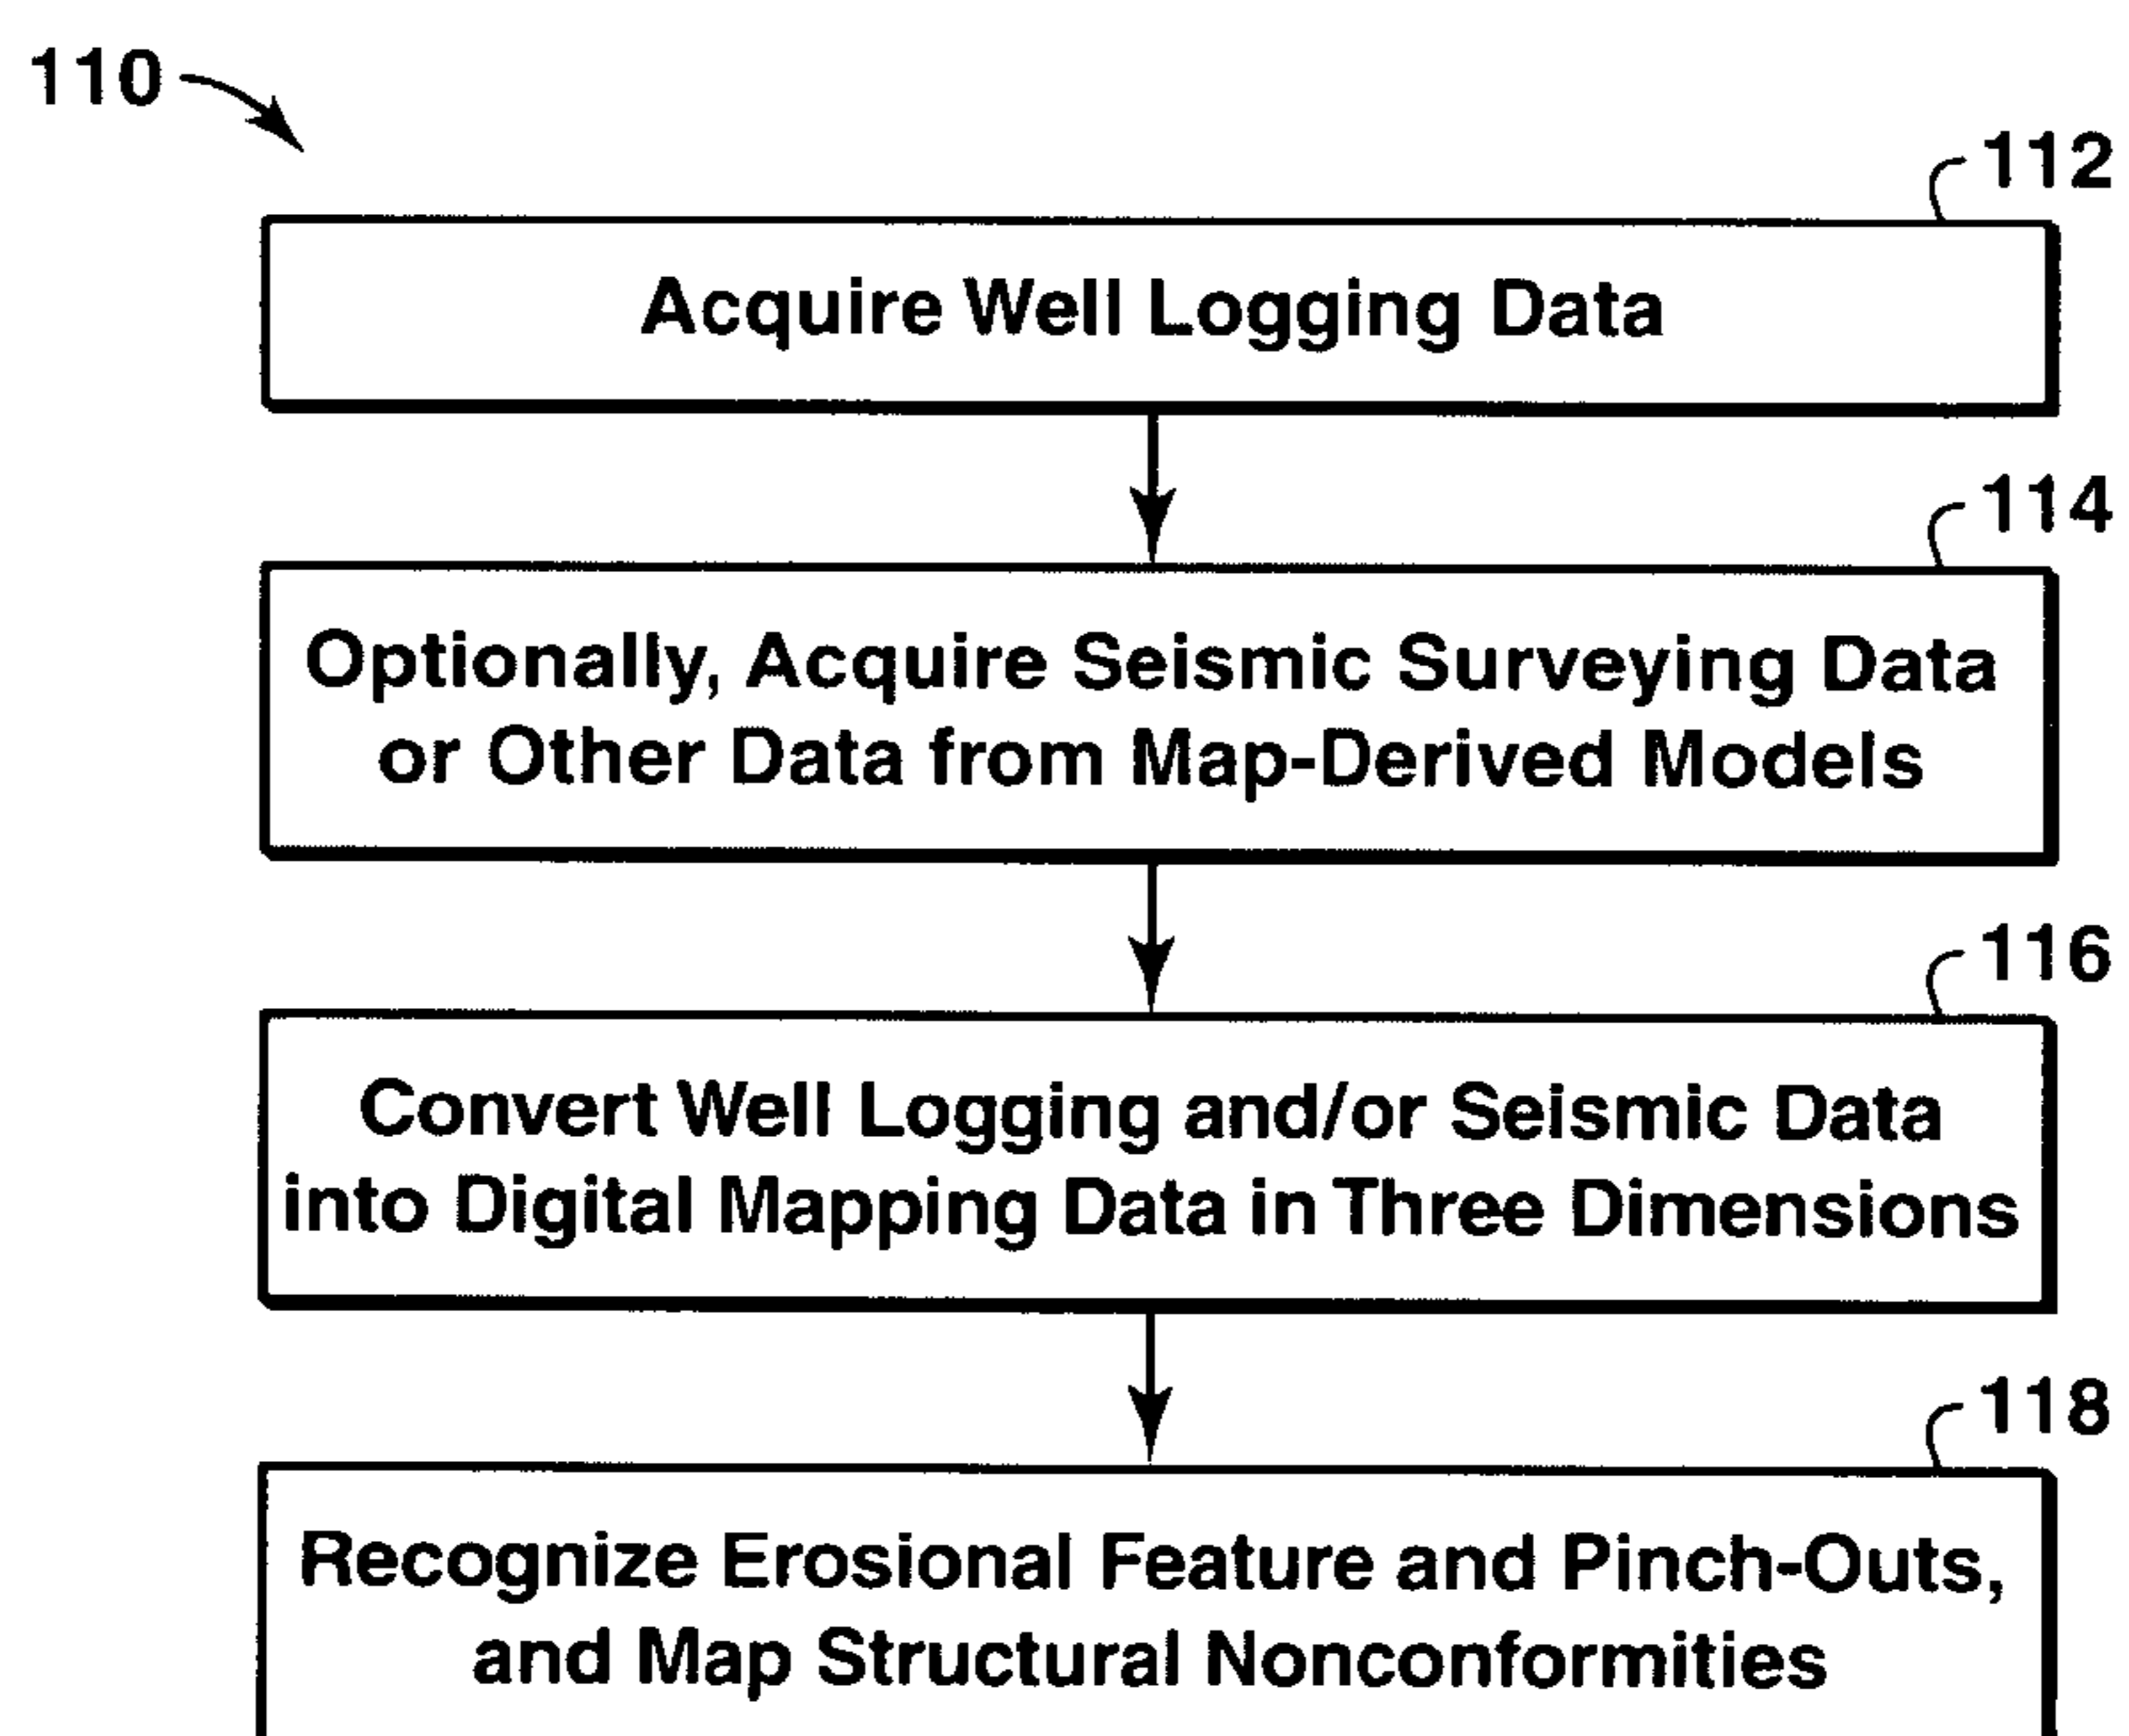 110
112
Acquire Well Logging Data
114
Optionally, Acquire Seismic Surveying Data
or Other Data from Map-Derived Models
116
Convert Well Logging and/or Seismic Data
into Digital Mapping Data in Three Dimensions
118
Recognize Erosional Feature and Pinch-Outs,
and Map Structural Nonconformities